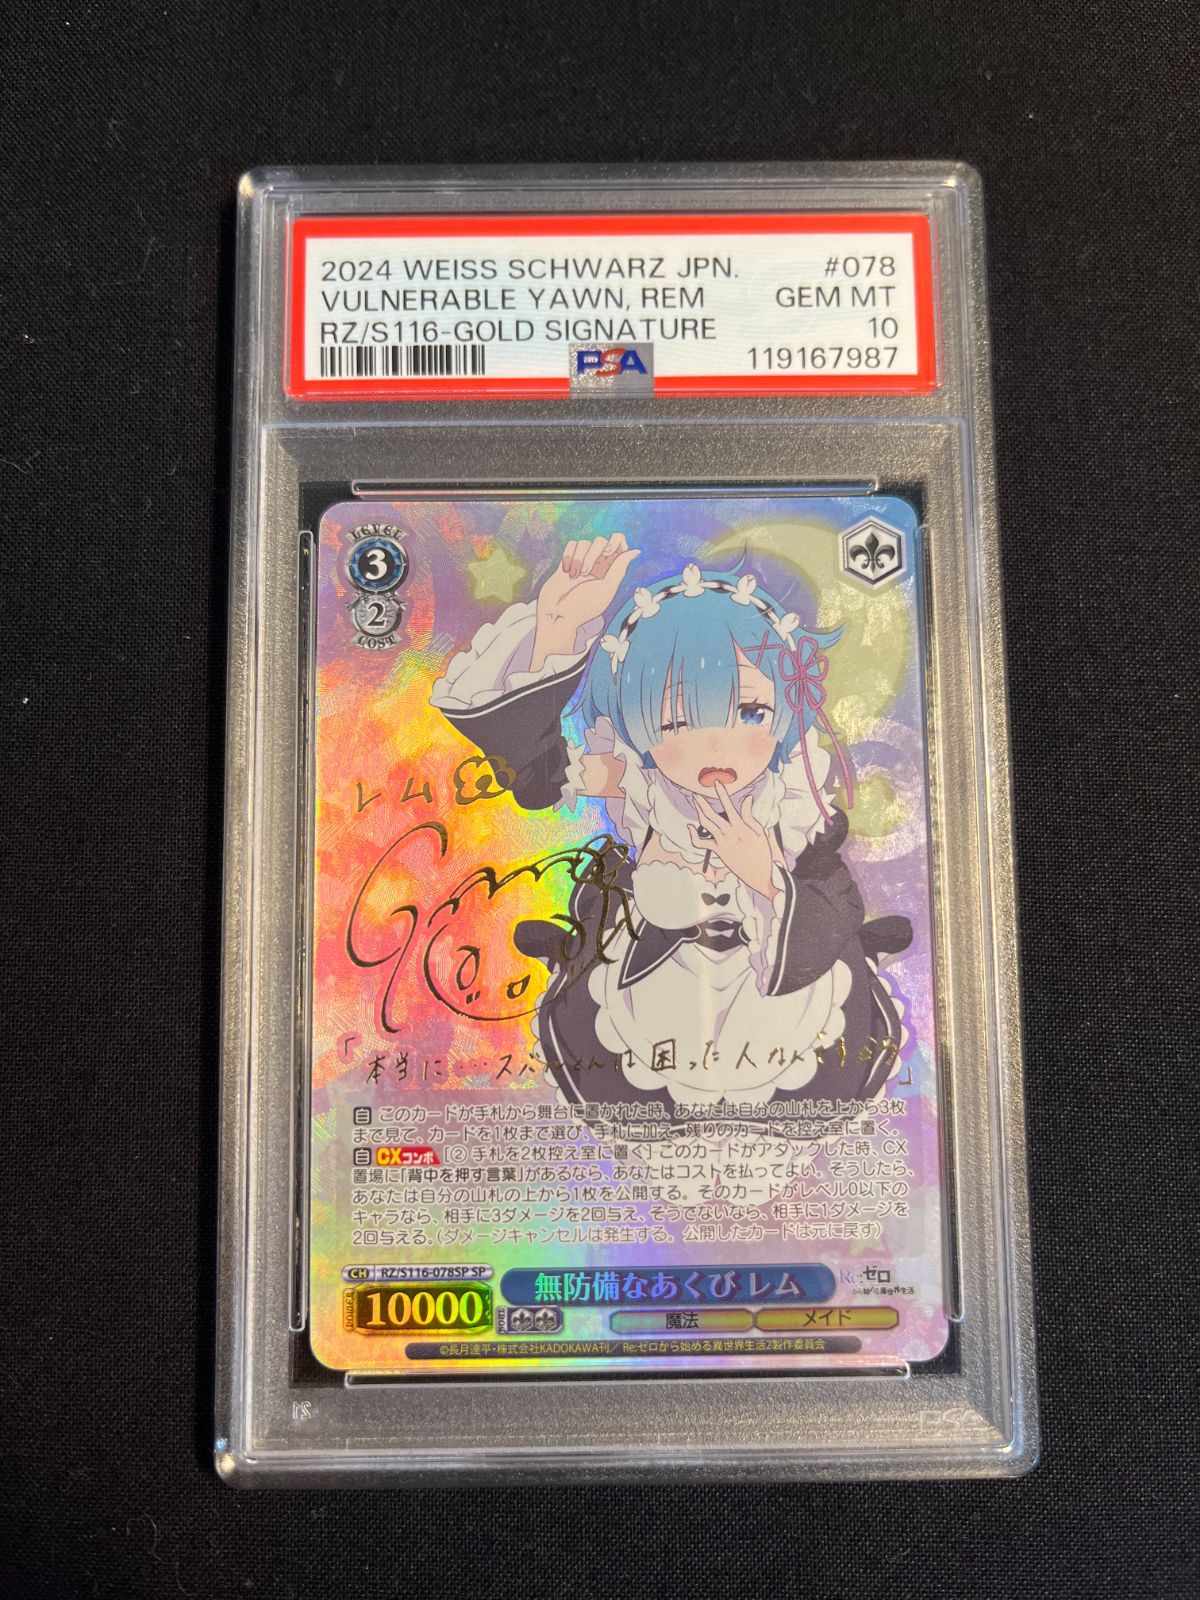 2024 WEISS SCHWARZ JPN. #078
VULNERABLE YAWN, REM GEM MT
RZ/S116-GOLD SIGNATURE 10
PSA 119167987
LEVEL
3
2
COST
レム
「本当に…スバルくんは困った人なんですから」
自 このカードが手札から舞台に置かれた時、あなたは自分の山札を上から3枚
まで見て、カードを1枚まで選び、手札に加え、残りのカードを控え室に置く。
自 CXコンボ [② 手札を2枚控え室に置く] このカードがアタックした時、CX
置場に「背中を押す言葉」があるなら、あなたはコストを払ってよい。そうしたら、
あなたは自分の山札の上から1枚を公開する。そのカードがレベル0以下の
キャラなら、相手に3ダメージを2回与え、そうでないなら、相手に1ダメージを
2回与える。(ダメージキャンセルは発生する。公開したカードは元に戻す)
CH RZ/S116-078SP SP 無防備なあくび レム Re:ゼロ
から始める異世界生活
POWER 10000 SOUL 魔法 メイド
©長月達平・株式会社KADOKAWA刊／Re:ゼロから始める異世界生活2製作委員会